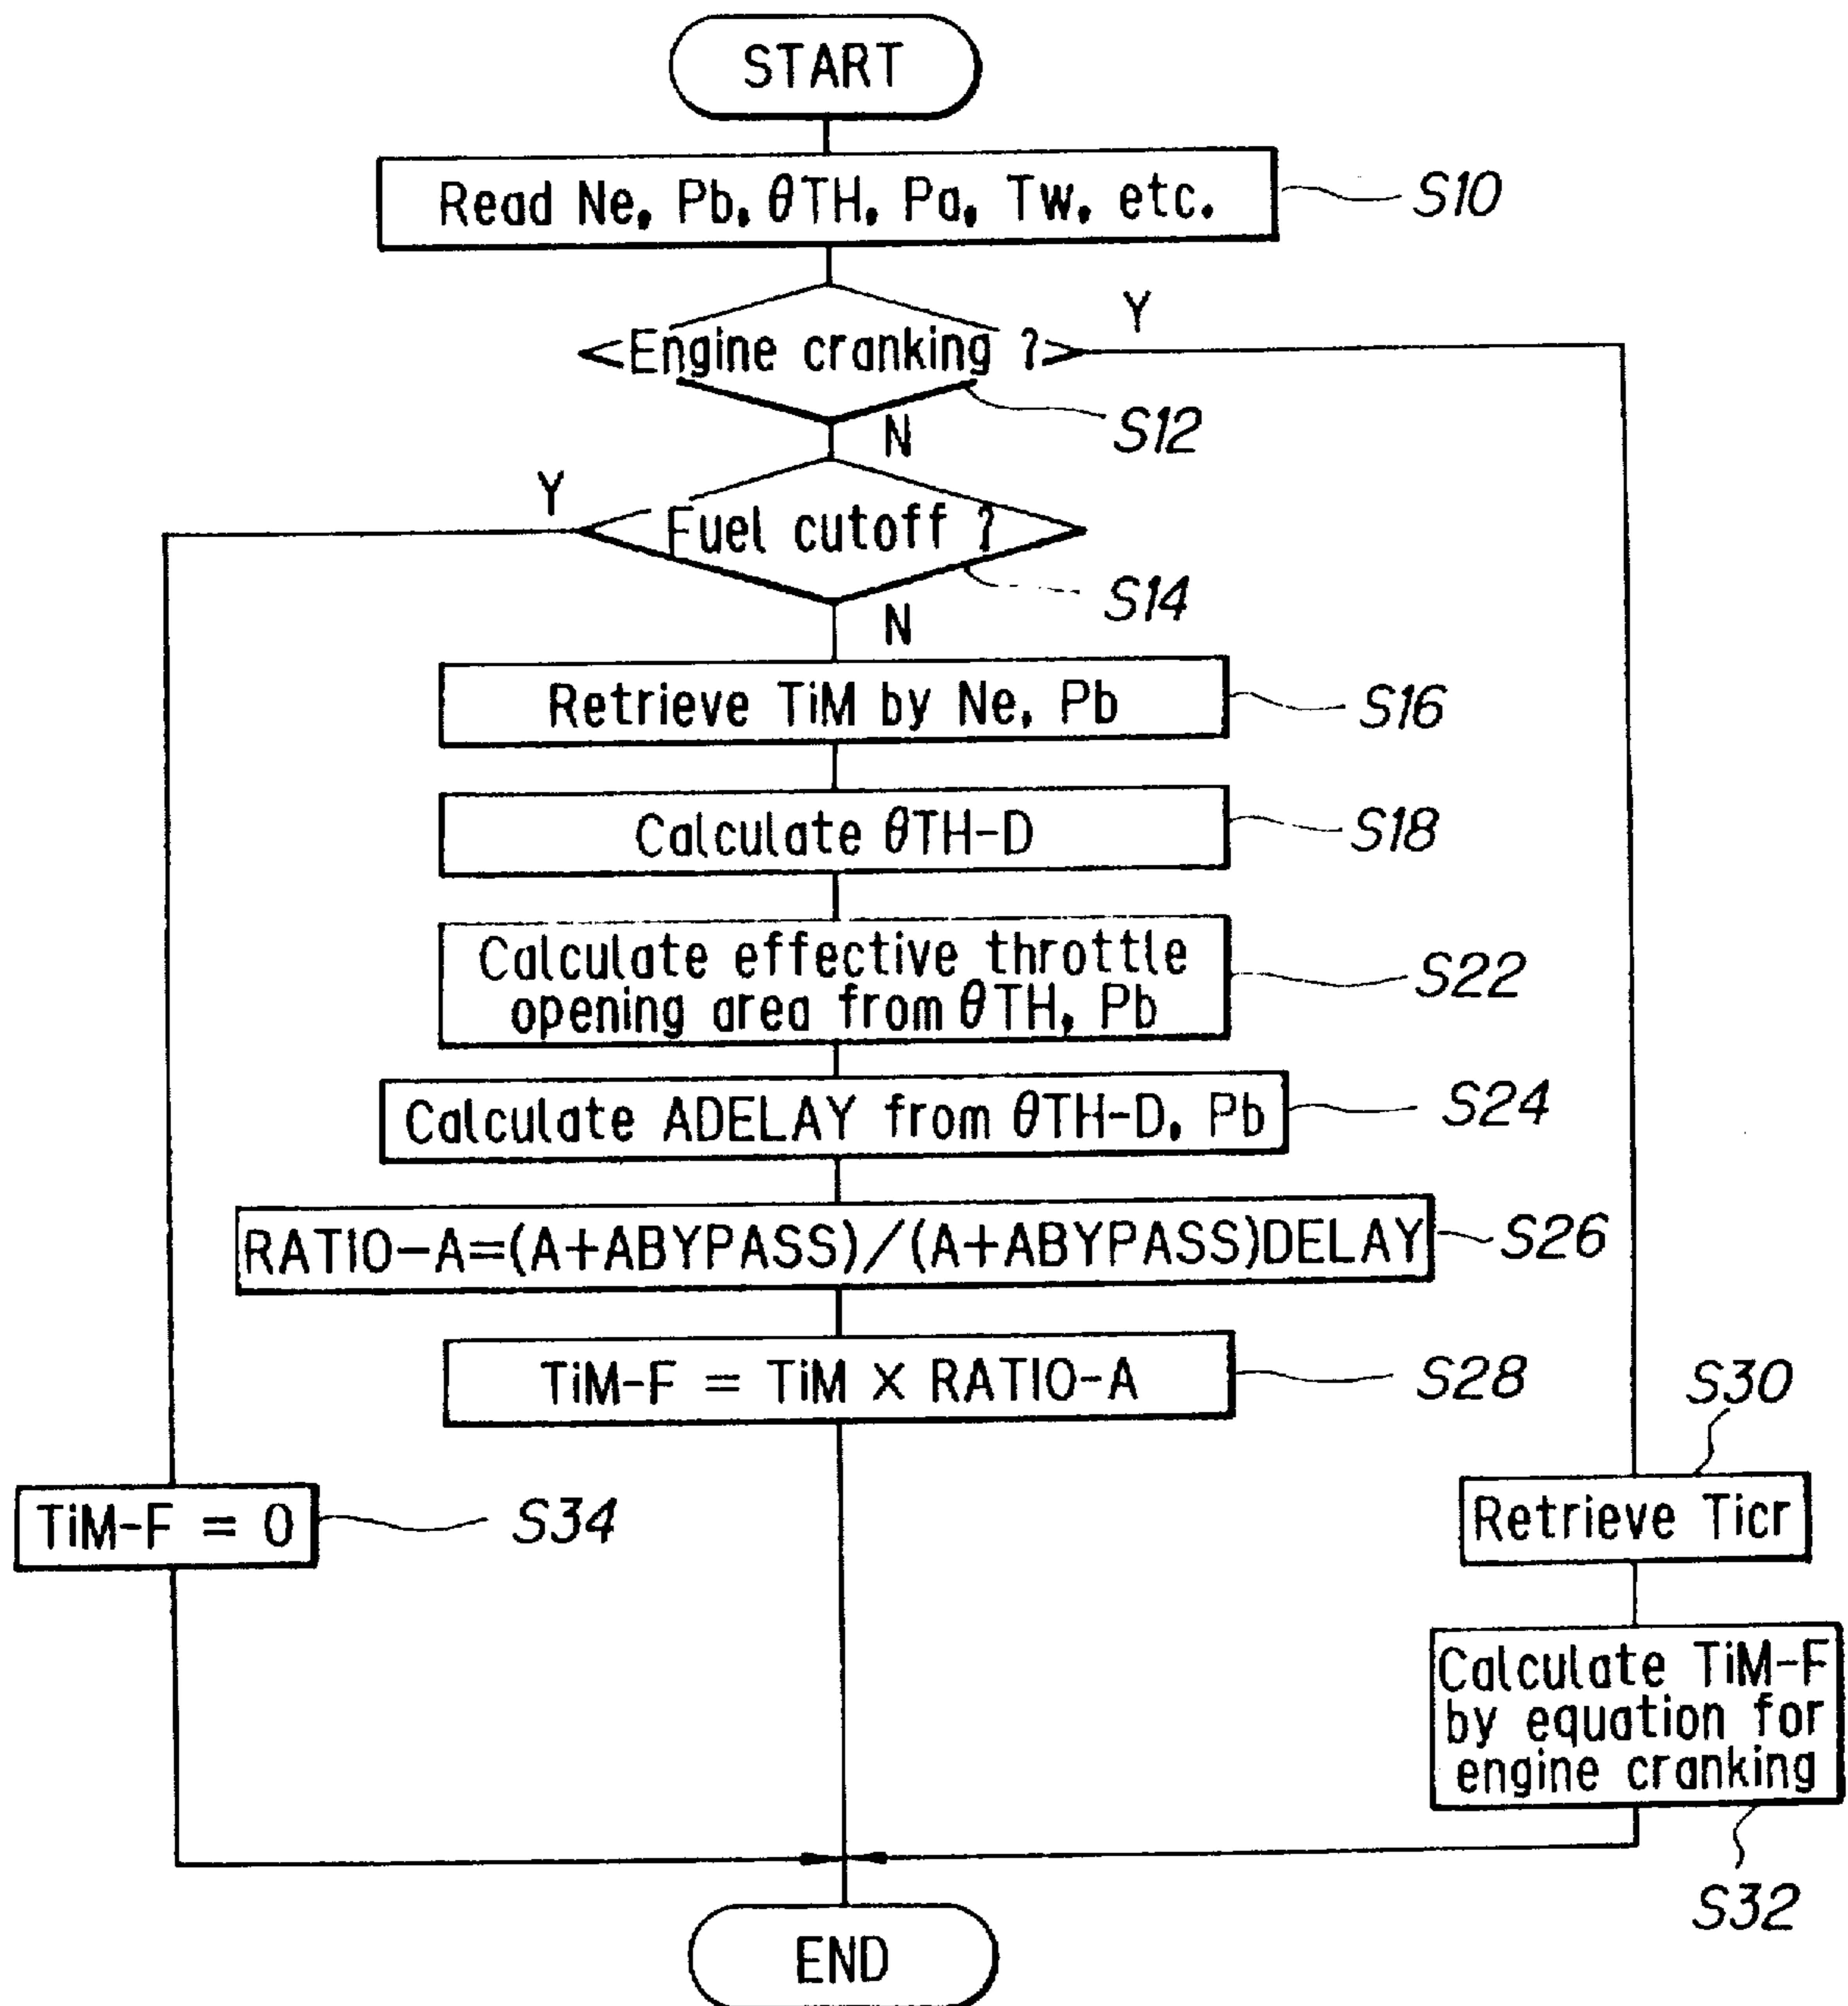 START
Read Ne, Pb, θTH, Pa, Tw, etc.
S10
Engine cranking ?
Y
S12
N
Y
Fuel cutoff ?
S14
N
Retrieve TiM by Ne, Pb
S16
Calculate θTH-D
S18
Calculate effective throttle
opening area from θTH, Pb
S22
Calculate ADELAY from θTH-D, Pb
S24
RATIO-A=(A+ABYPASS)/(A+ABYPASS)DELAY
S26
TiM-F = TiM X RATIO-A
S28
S30
TiM-F = 0
S34
Retrieve Ticr
Calculate TiM-F
by equation for
engine cranking
S32
END